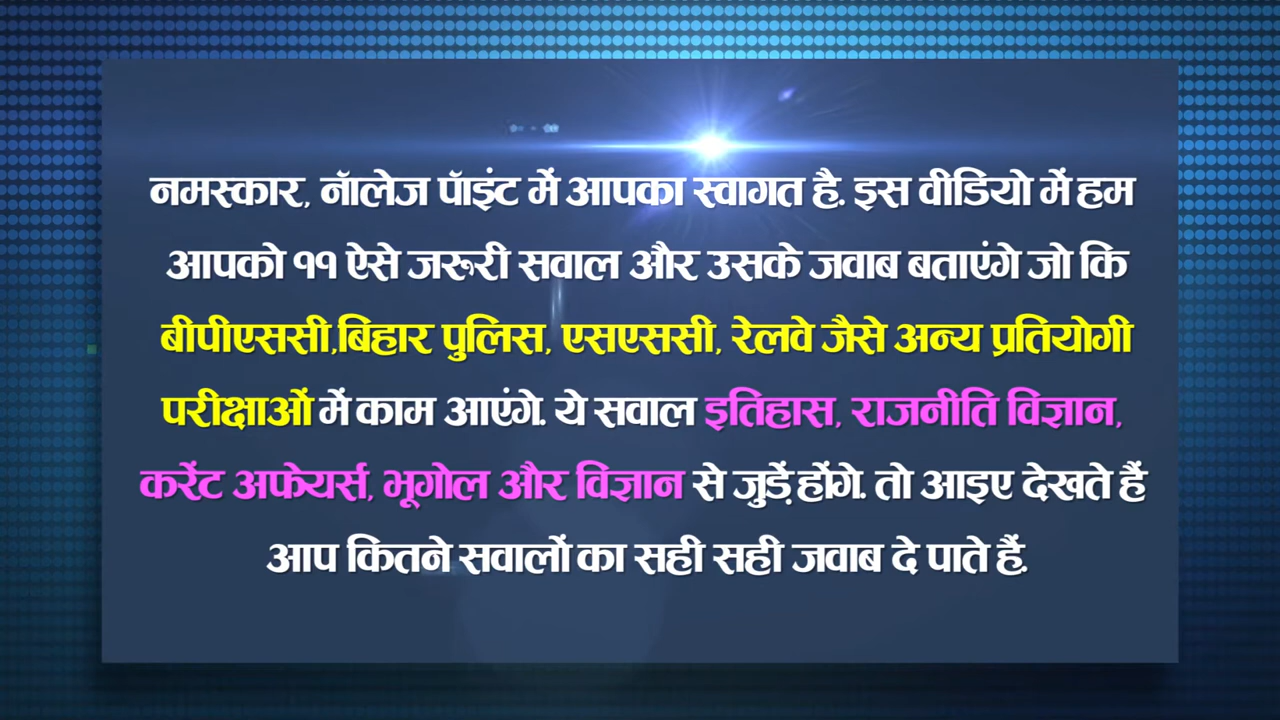 नमस्कार, नॅालेज पॅाइंट में आपका स्वागत है. इस वीडियो में हम
आपको ११ ऐसे जरूरी सवाल और उसके जवाब बताएंगे जो कि
बीपीएससी,बिहार पुलिस, एसएससी, रेलवे जैसे अन्य प्रतियोगी
परीक्षाओं में काम आएंगे. ये सवाल इतिहास, राजनीति विज्ञान,
करेंट अफेयर्स, भूगोल और विज्ञान से जुड़ें होंगे. तो आइए देखते हैं
आप कितने सवालों का सही सही जवाब दे पाते हैं.